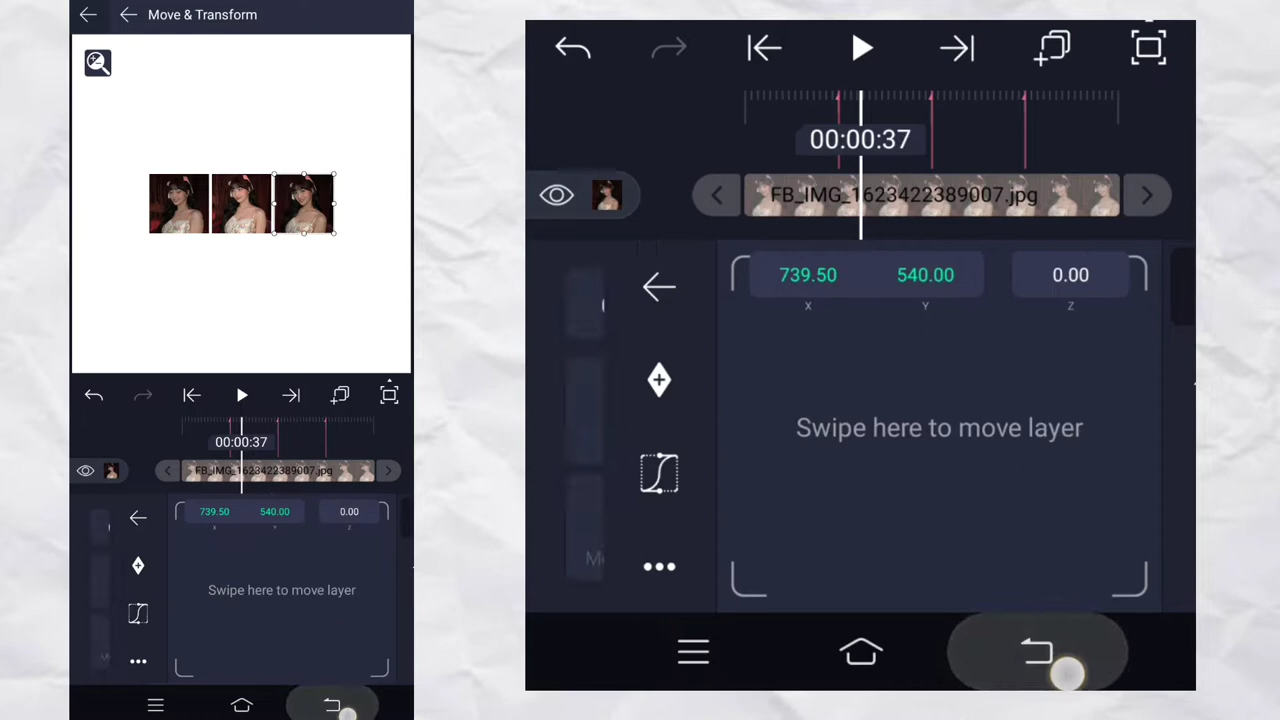 Move & Transform
00:00:37
FB_IMG_1623422389007.jpg
739.50 540.00 0.00
X Y Z
Swipe here to move layer
00:00:37
FB_IMG_1623422389007.jpg
739.50 540.00 0.00
X Y Z
Swipe here to move layer